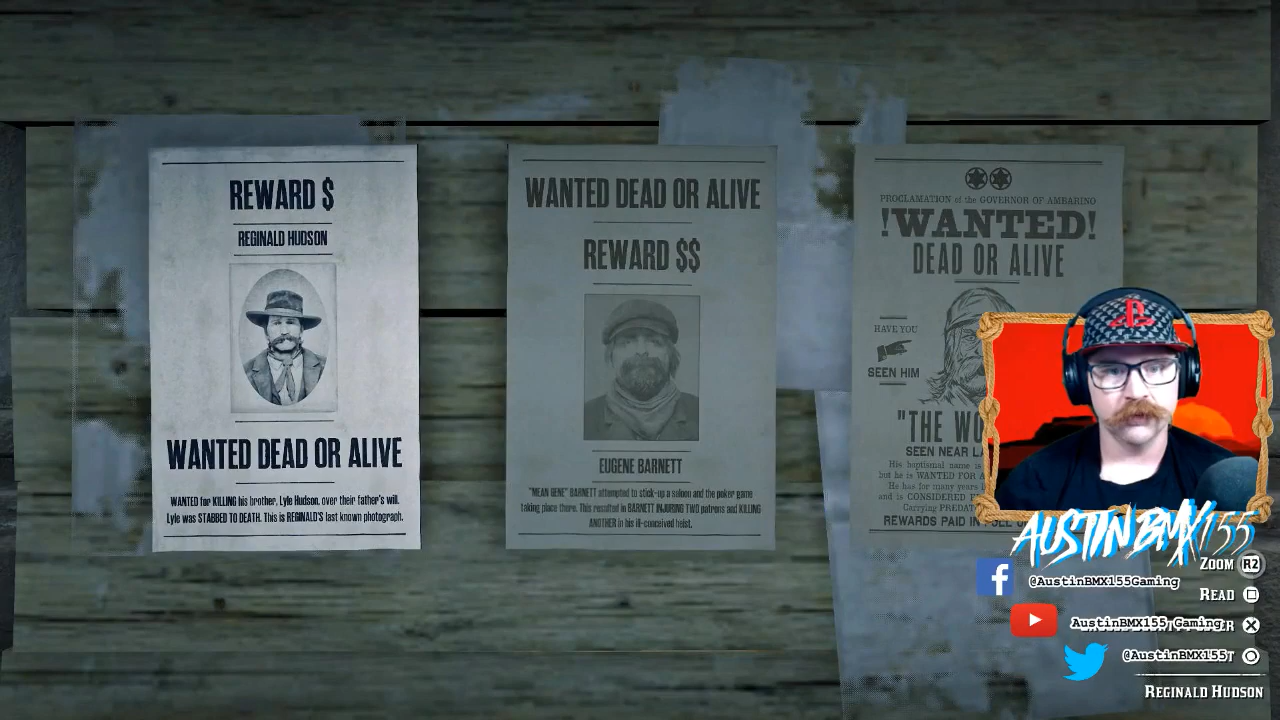 REWARD $
REGINALD HUDSON
WANTED DEAD OR ALIVE
WANTED for KILLING his brother, Lyle Hudson, over their father's will.
Lyle was STABBED TO DEATH. This is REGINALD'S last known photograph.
WANTED DEAD OR ALIVE
REWARD $$
EUGENE BARNETT
"MEAN GENE" BARNETT attempted to stick-up a saloon and the poker game
taking place there. This resulted in BARNETT INJURING TWO patrons and KILLING
ANOTHER in his ill-conceived heist.
PROCLAMATION of the GOVERNOR OF AMBARINO
!WANTED!
DEAD OR ALIVE
HAVE YOU
SEEN HIM
"THE
SEEN NEAR
His baptismal name is
but he is WANTED FOR
He has for many years
and is CONSIDERED
Carrying
REWARDS PAID IN
AUSTINBMX155
ZOOM R2
@AustinBMX155Gaming
READ
AustinBMX155 Gaming
@AustinBMX155
REGINALD HUDSON